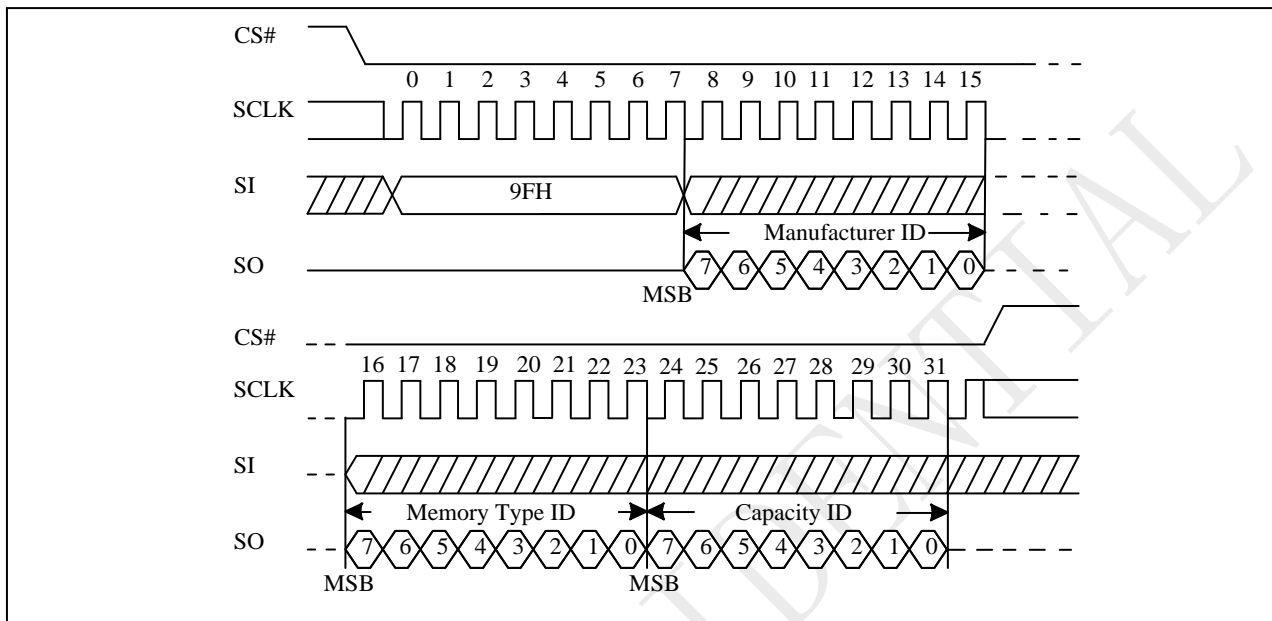 CS#
0 1 2 3 4 5 6 7 8 9 10 11 12 13 14 15
SCLK
SI
9FH
Manufacturer ID
SO
7 6 5 4 3 2 1 0
MSB
CS#
16 17 18 19 20 21 22 23 24 25 26 27 28 29 30 31
SCLK
SI
Memory Type ID Capacity ID
SO
7 6 5 4 3 2 1 0 7 6 5 4 3 2 1 0
MSB MSB
IDENTIAL